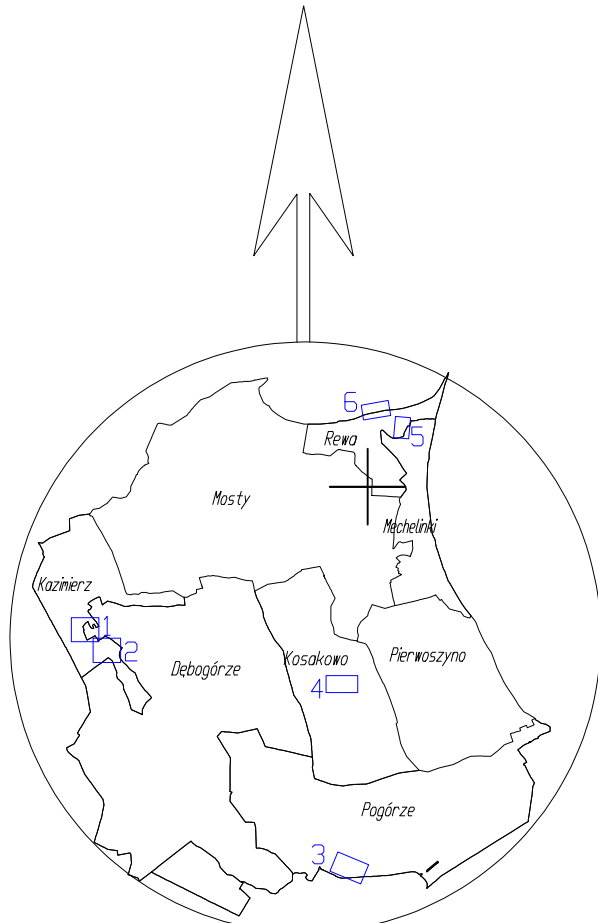 6
5
Rewa
Mosty
Mechelinki
Kazimierz
1
2
Dębogórze
Kosakowo
Pierwoszyno
4
Pogórze
3